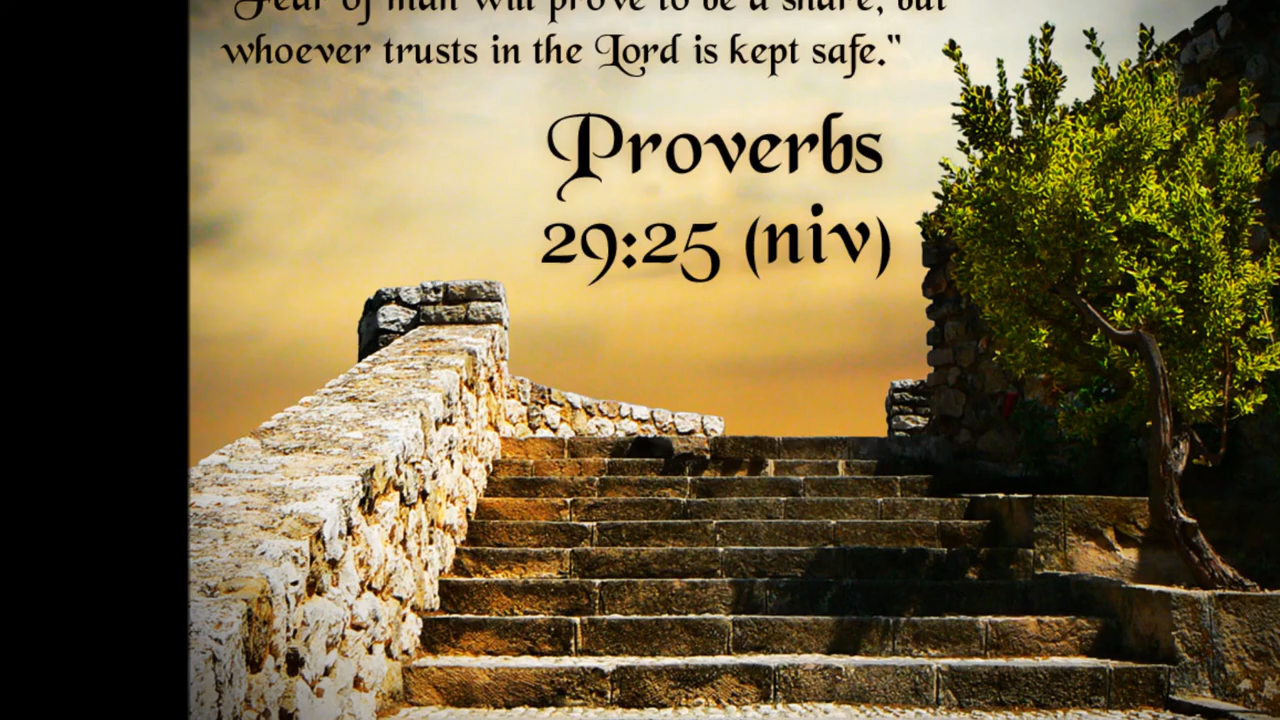 "Fear of man will prove to be a snare, but
whoever trusts in the Lord is kept safe."
Proverbs
29:25 (niv)